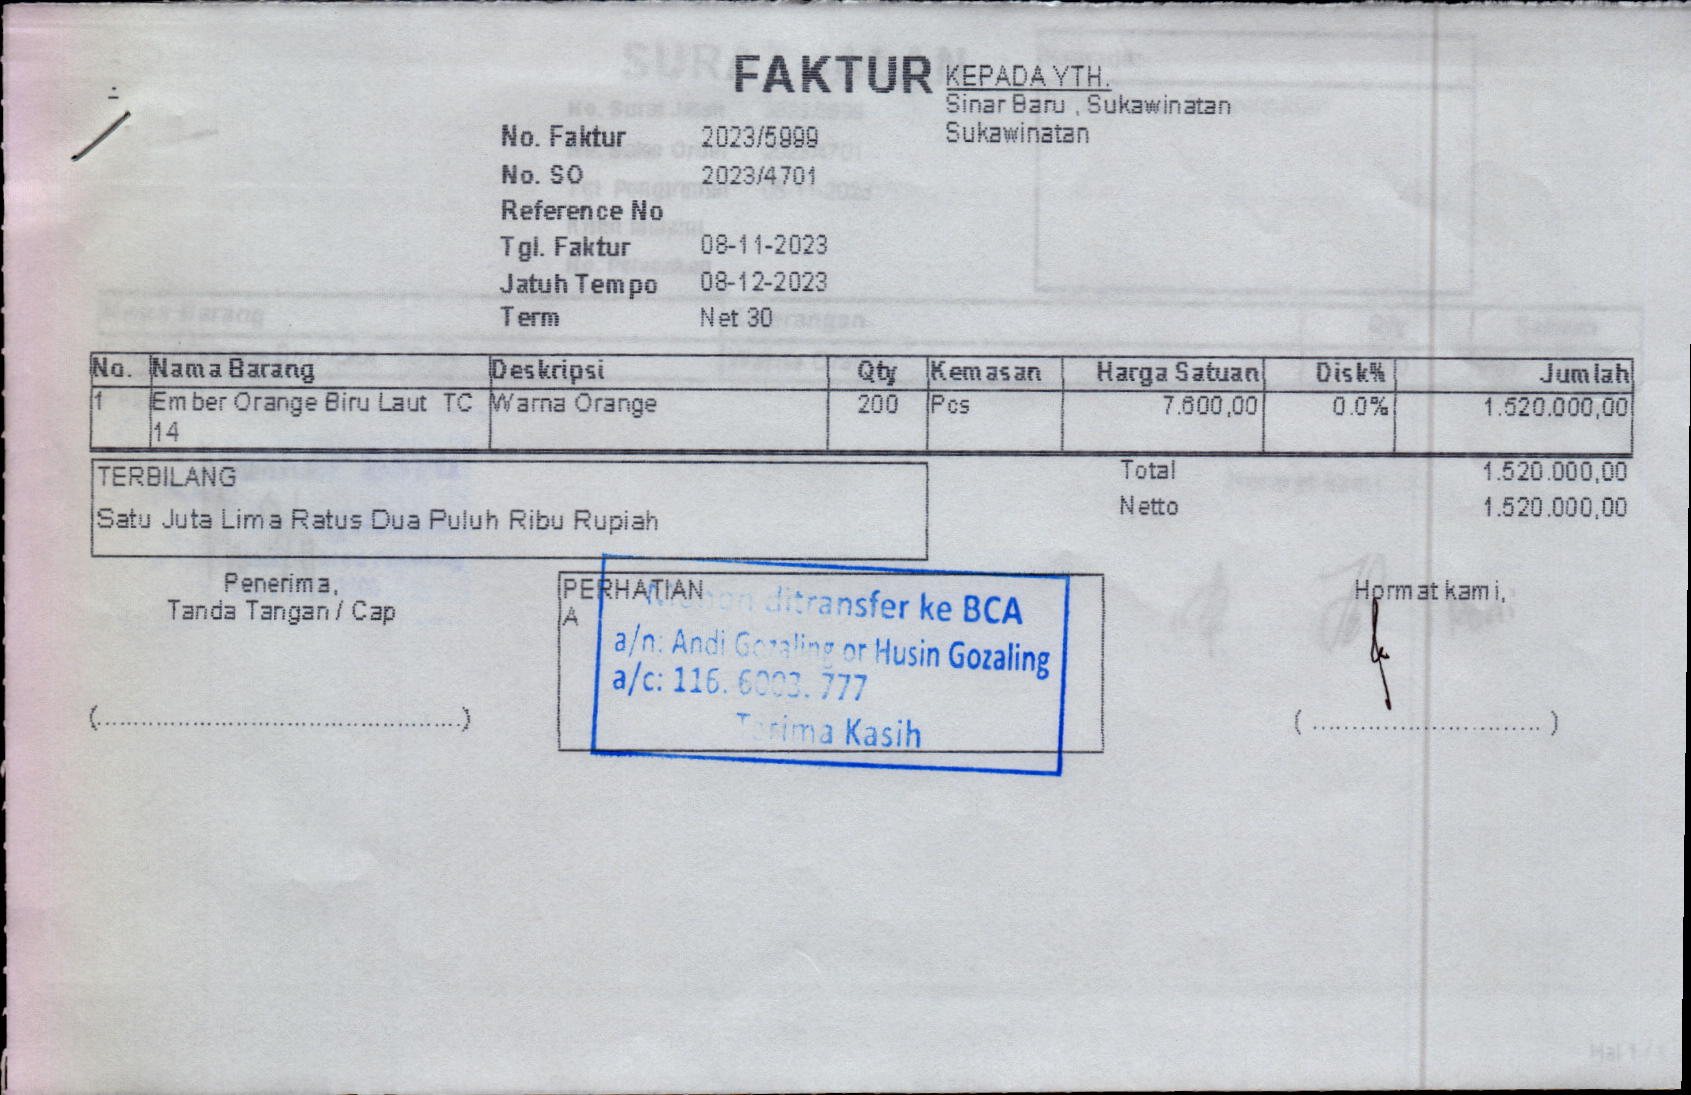 FAKTUR
KEPADA YTH.
Sinar Baru , Sukawinatan
Sukawinatan
No. Faktur 2023/5999
No. SO 2023/4701
Reference No
Tgl. Faktur 08-11-2023
Jatuh Tempo 08-12-2023
Term Net 30
No. Nama Barang Deskripsi Qty Kemasan Harga Satuan Disk% Jumlah
1 Ember Orange Biru Laut TC Warna Orange 200 Pcs 7.600,00 0.0% 1.520.000,00
14
TERBILANG
Satu Juta Lima Ratus Dua Puluh Ribu Rupiah
Total 1.520.000,00
Netto 1.520.000,00
Penerima,
Tanda Tangan / Cap
(..................................................)
PERHATIAN
A
Mohon ditransfer ke BCA
a/n: Andi Gozaling or Husin Gozaling
a/c: 116. 6003. 777
Terima Kasih
Hormat kami,
( ................................ )